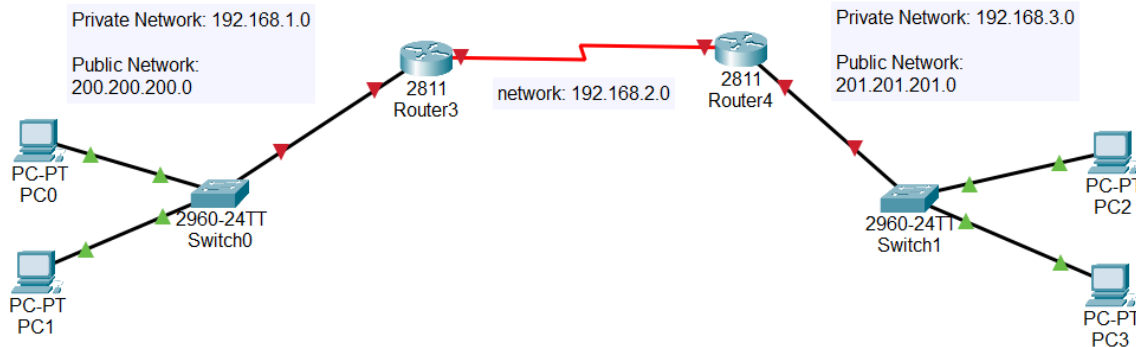 Private Network: 192.168.1.0
Public Network:
200.200.200.0
2811
Router3
network: 192.168.2.0
2811
Router4
Private Network: 192.168.3.0
Public Network:
201.201.201.0
PC-PT
PC0
2960-24TT
Switch0
PC-PT
PC1
PC-PT
PC2
2960-24TT
Switch1
PC-PT
PC3